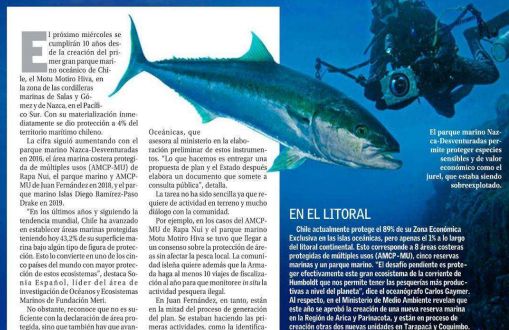 El próximo miércoles se
cumplirán 10 años des-
de la creación del pri-
mer gran parque mari-
no oceánico de Chi-
le, el Motu Motiro Hiva, en
la zona de las cordilleras
marinas de Salas y Gó-
mez y de Nazca, en el Pacífi-
co Sur. Con su materialización inme-
diatamente se dio protección a 4% del
territorio marítimo chileno.
La cifra siguió aumentando con el
parque marino Nazca-Desventuradas
en 2016, el área marina costera protegi-
da de múltiples usos (AMCP-MU) de
Rapa Nui, el parque marino y AMCP-
MU de Juan Fernández en 2018, y el par-
que marino Islas Diego Ramírez-Paso
Drake en 2019.
"En los últimos años y siguiendo la
tendencia mundial, Chile ha avanzado
en establecer áreas marinas protegidas
teniendo hoy 43,2% de su superficie ma-
rina bajo algún tipo de figura de protec-
ción. Esto lo convierte en uno de los cin-
co países del mundo con mayor protec-
ción de estos ecosistemas", destaca So-
nia Español, líder del área de
investigación de Océanos y Ecosistemas
Marinos de Fundación Meri.
No obstante, reconoce que no es su-
ficiente con la declaración de área pro-
tegida, sino que también hay que avan-
Oceánicas, que
asesora al ministerio en la elabo-
ración preliminar de estos instrumen-
tos. "Lo que hacemos es entregar una
propuesta de plan y el Estado después
elabora un documento que somete a
consulta pública", detalla.
La tarea no ha sido sencilla ya que re-
quiere de actividad en terreno y mucho
diálogo con la comunidad.
Por ejemplo, en los casos del AMCP-
MU de Rapa Nui y el parque marino
Motu Motiro Hiva se tuvo que llegar a
un consenso sobre la protección de áre-
as sin afectar la pesca local. La comuni-
dad isleña quiere además que la Arma-
da haga al menos 10 viajes de fiscaliza-
ción al año para que monitoree in situ la
actividad pesquera ilegal.
En Juan Fernández, en tanto, están
en la mitad del proceso de generación
del plan. Se estaban haciendo las pri-
meras actividades, como la identifica-
El parque marino Naz-
ca-Desventuradas per-
mite proteger especies
sensibles y de valor
económico como el
jurel, que estaba siendo
sobreexplotado.
EN EL LITORAL
Chile actualmente protege el 89% de su Zona Económica
Exclusiva en las islas oceánicas, pero apenas el 1% a lo largo
del litoral continental. Esto corresponde a 8 áreas costeras
protegidas de múltiples usos (AMCP-MU), cinco reservas
marinas y un parque marino. "El desafío pendiente es prote-
ger efectivamente este gran ecosistema de la corriente de
Humboldt que nos permite tener las pesquerías más produc-
tivas a nivel del planeta", dice el oceanógrafo Carlos Gaymer.
Al respecto, en el Ministerio de Medio Ambiente revelan que
este año se aprobó la creación de una nueva reserva marina
en la Región de Arica y Parinacota, y están en proceso de
creación otras dos nuevas unidades en Tarapacá y Coquimbo.